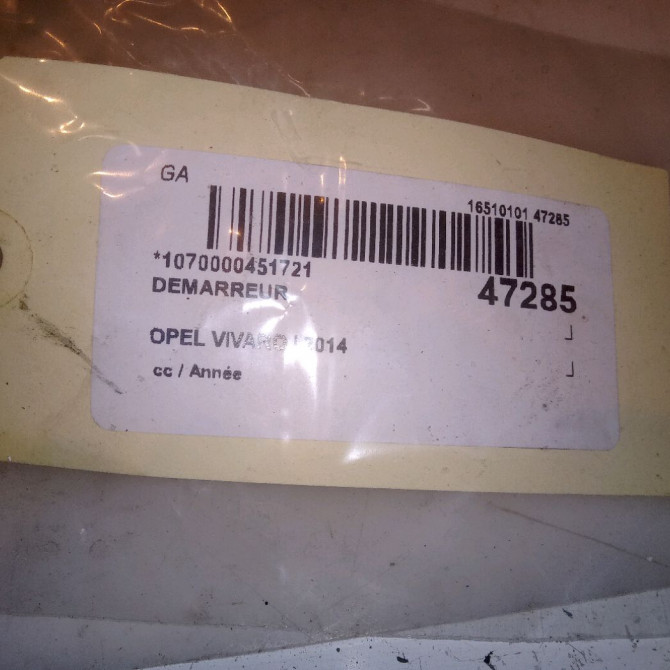 GA
16510101 47285
*1070000451721
DEMARREUR
47285
OPEL VIVARO 2014
cc / Année